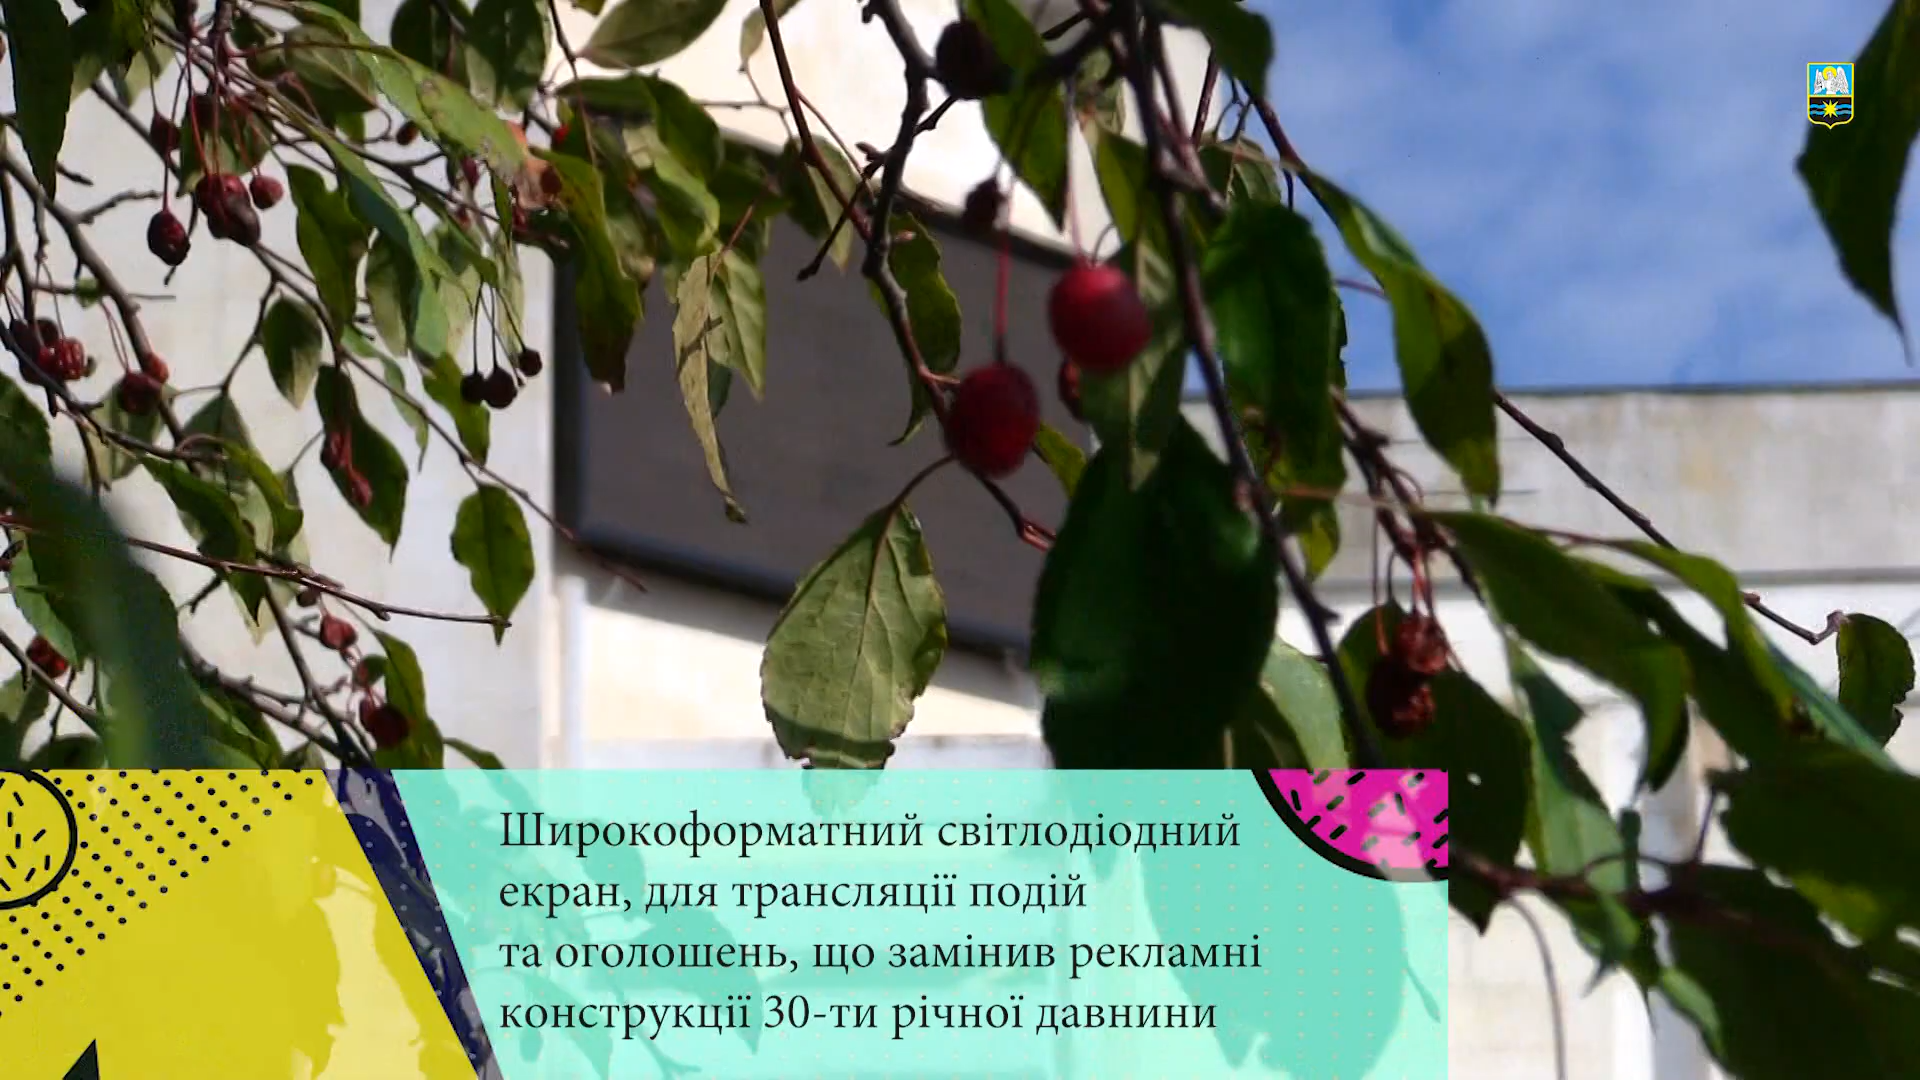 Широкоформатний світлодіодний
екран, для трансляції подій
та оголошень, що замінив рекламні
конструкції 30-ти річної давнини